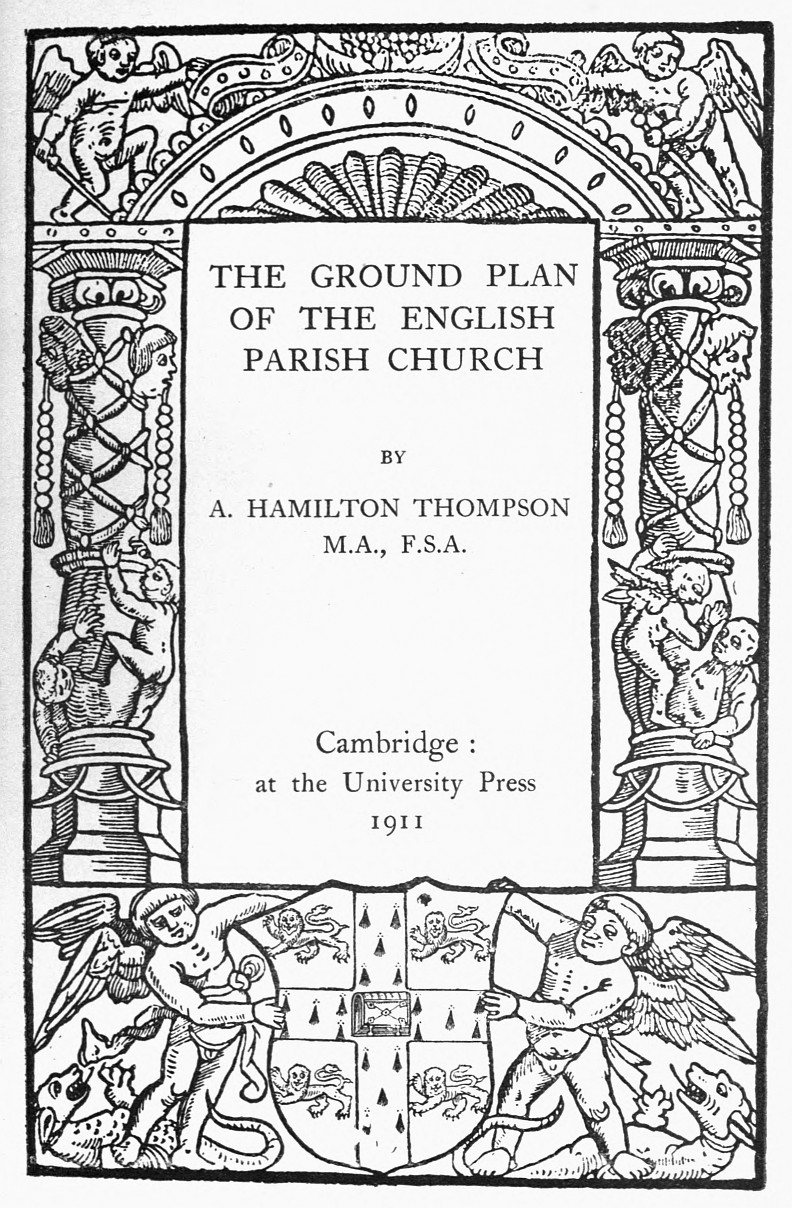 THE GROUND PLAN
OF THE ENGLISH
PARISH CHURCH
BY
A. HAMILTON THOMPSON
M.A., F.S.A.
Cambridge :
at the University Press
1911